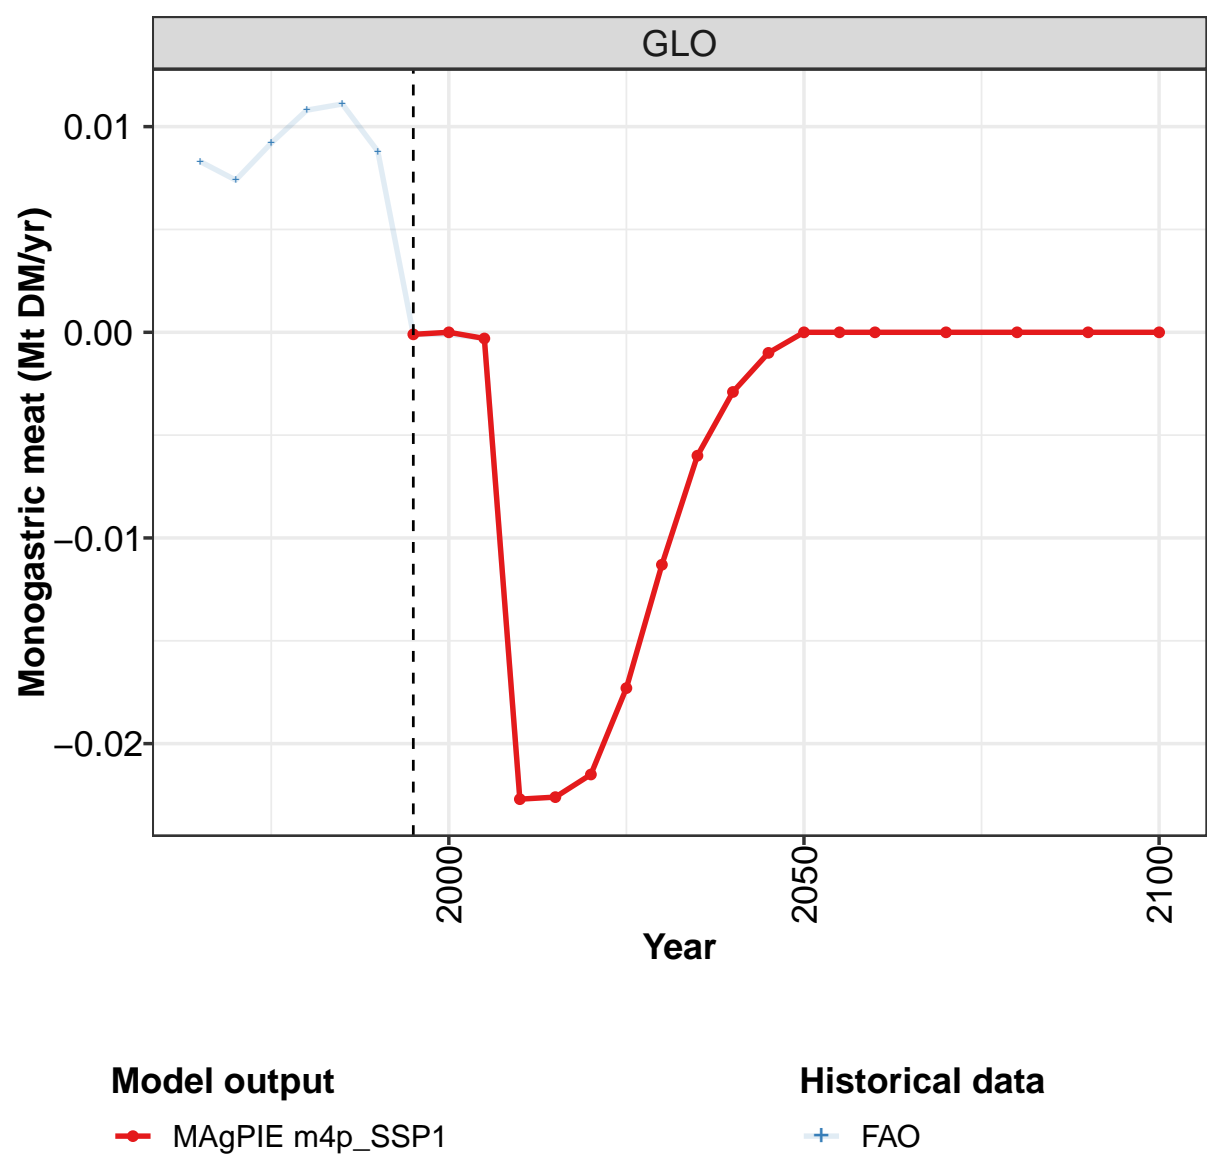 GLO
Monogastric meat (Mt DM/yr)
0.01
0.00
−0.01
−0.02
2000
2050
2100
Year
Model output
MAgPIE m4p_SSP1
Historical data
FAO